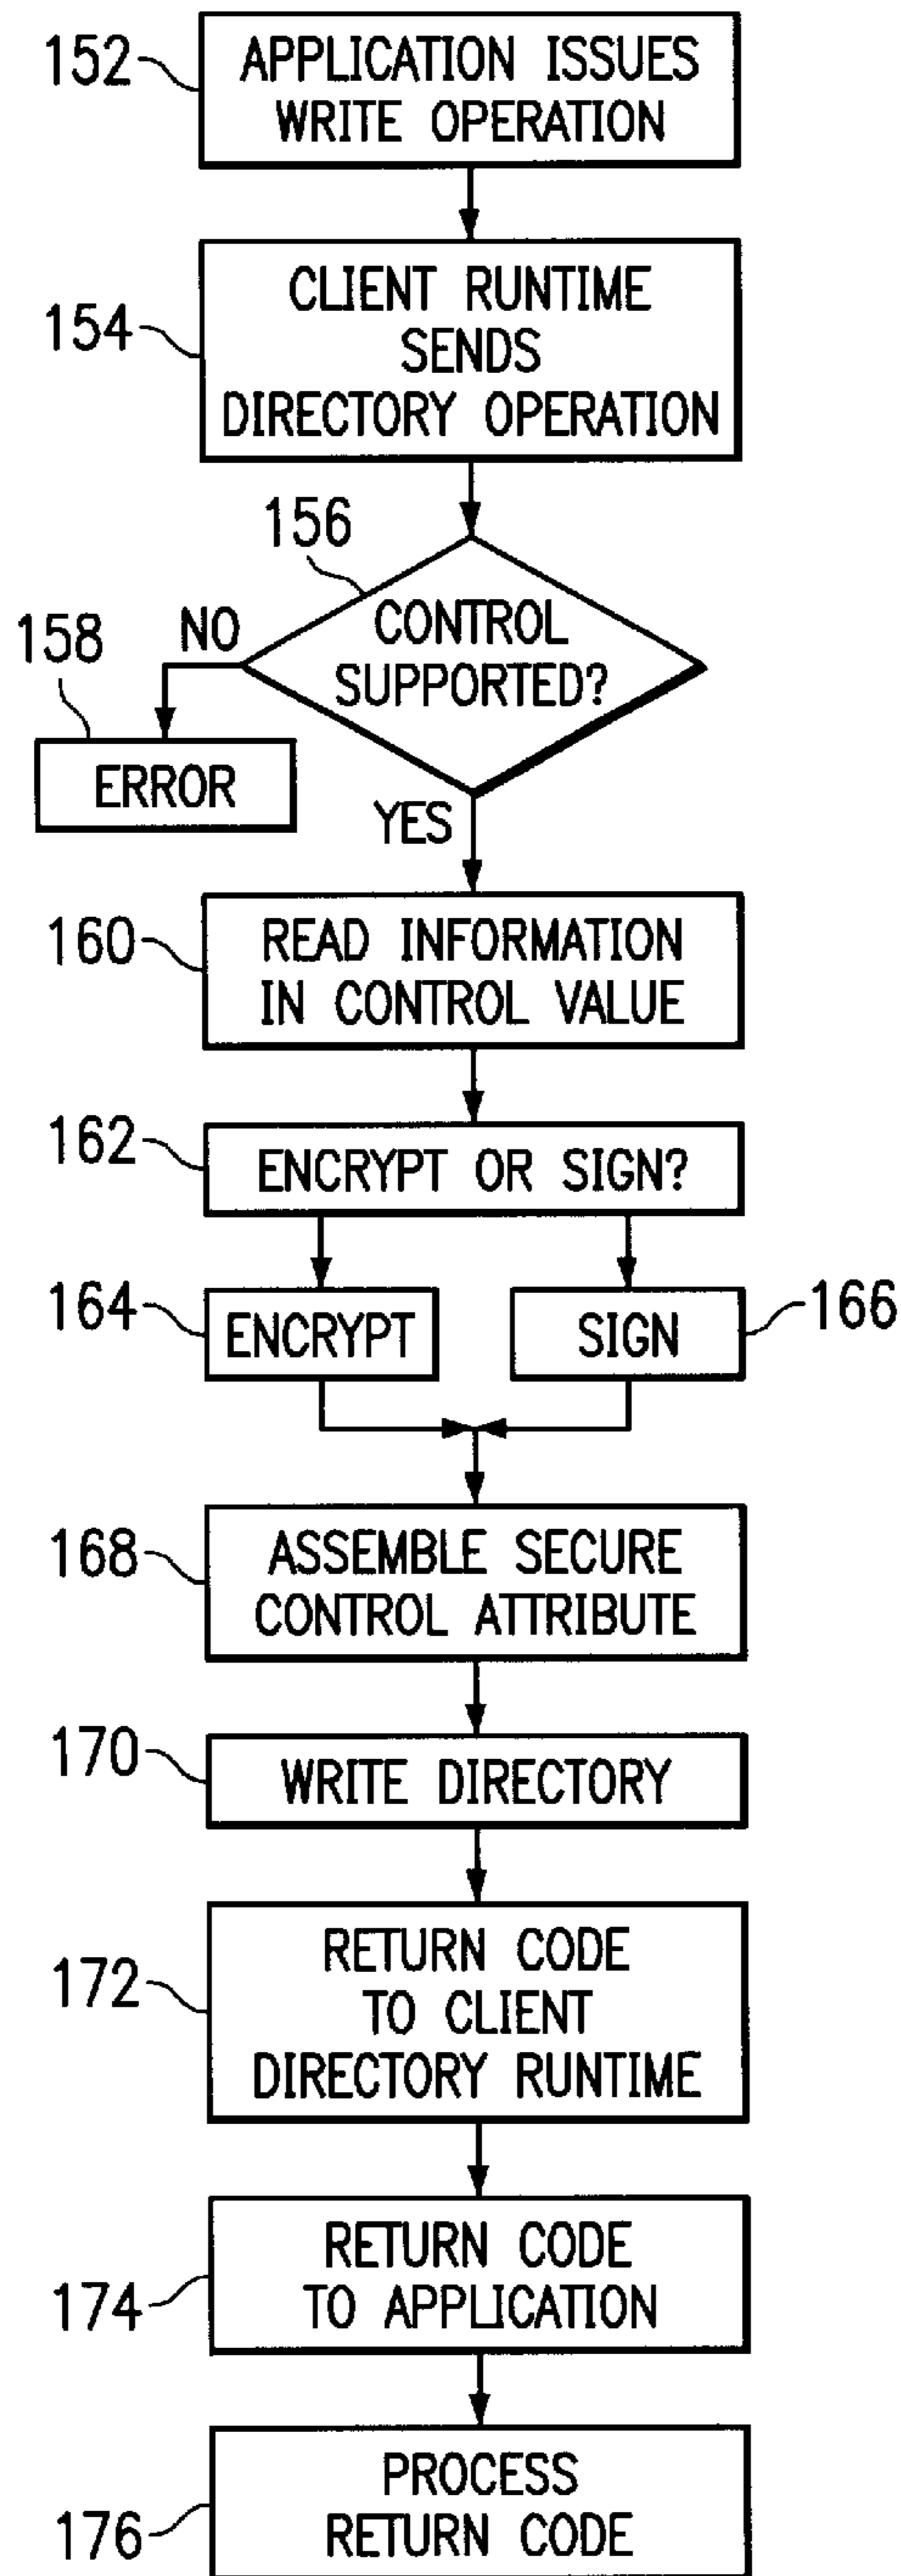 152
APPLICATION ISSUES
WRITE OPERATION
154
CLIENT RUNTIME
SENDS
DIRECTORY OPERATION
156
CONTROL
SUPPORTED?
NO
158
ERROR
YES
160
READ INFORMATION
IN CONTROL VALUE
162
ENCRYPT OR SIGN?
164
ENCRYPT
SIGN
166
168
ASSEMBLE SECURE
CONTROL ATTRIBUTE
170
WRITE DIRECTORY
172
RETURN CODE
TO CLIENT
DIRECTORY RUNTIME
174
RETURN CODE
TO APPLICATION
176
PROCESS
RETURN CODE